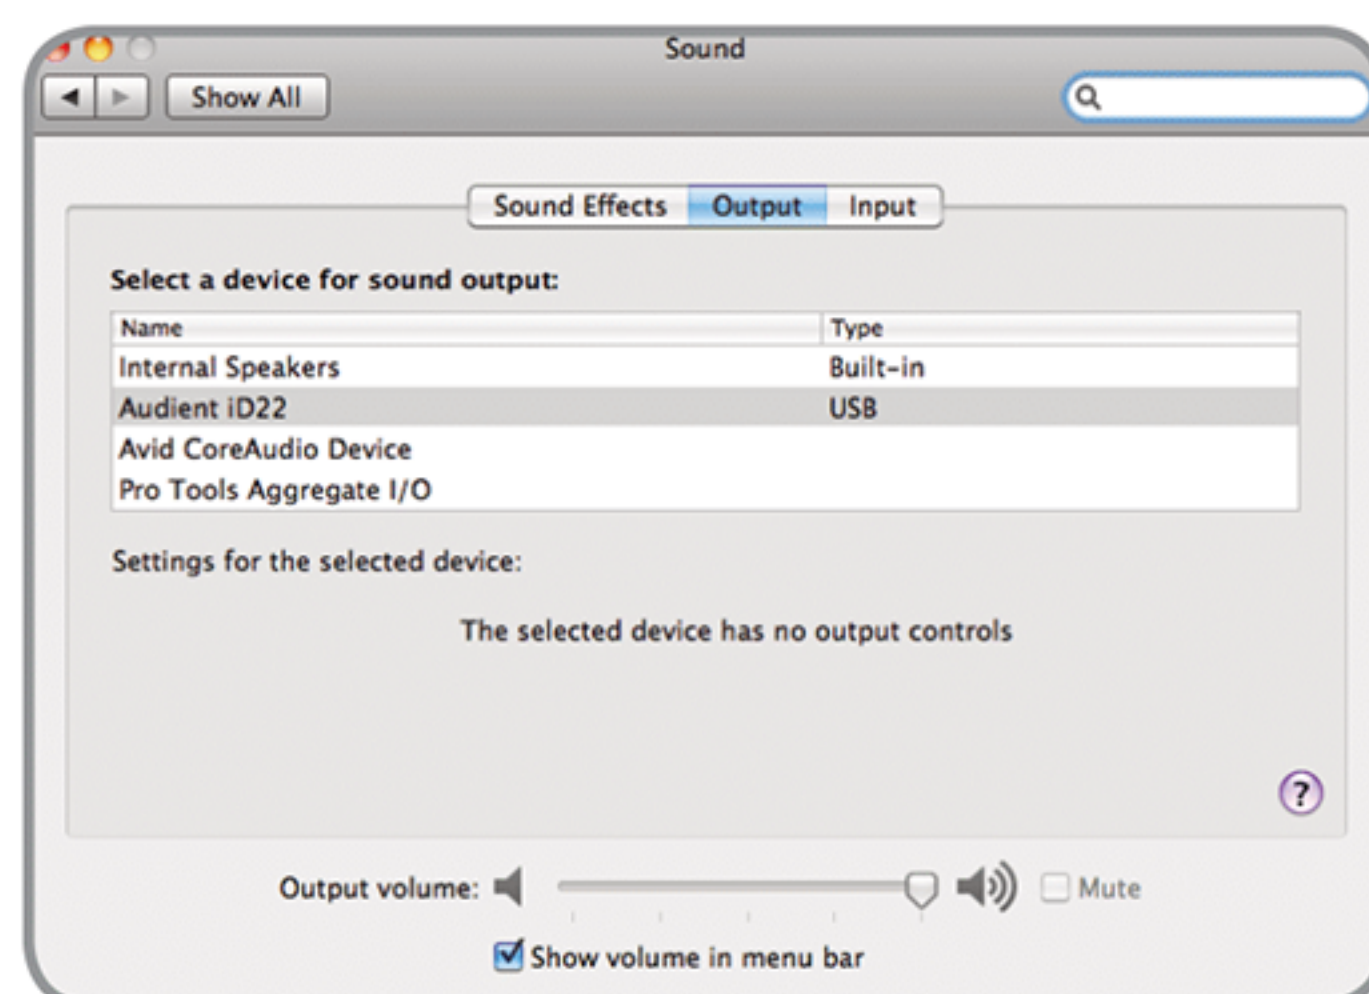 Sound
Show All
Sound Effects Output Input
Select a device for sound output:
Name Type
Internal Speakers Built-in
Audient iD22 USB
Avid CoreAudio Device
Pro Tools Aggregate I/O
Settings for the selected device:
The selected device has no output controls
?
Output volume: Mute
Show volume in menu bar